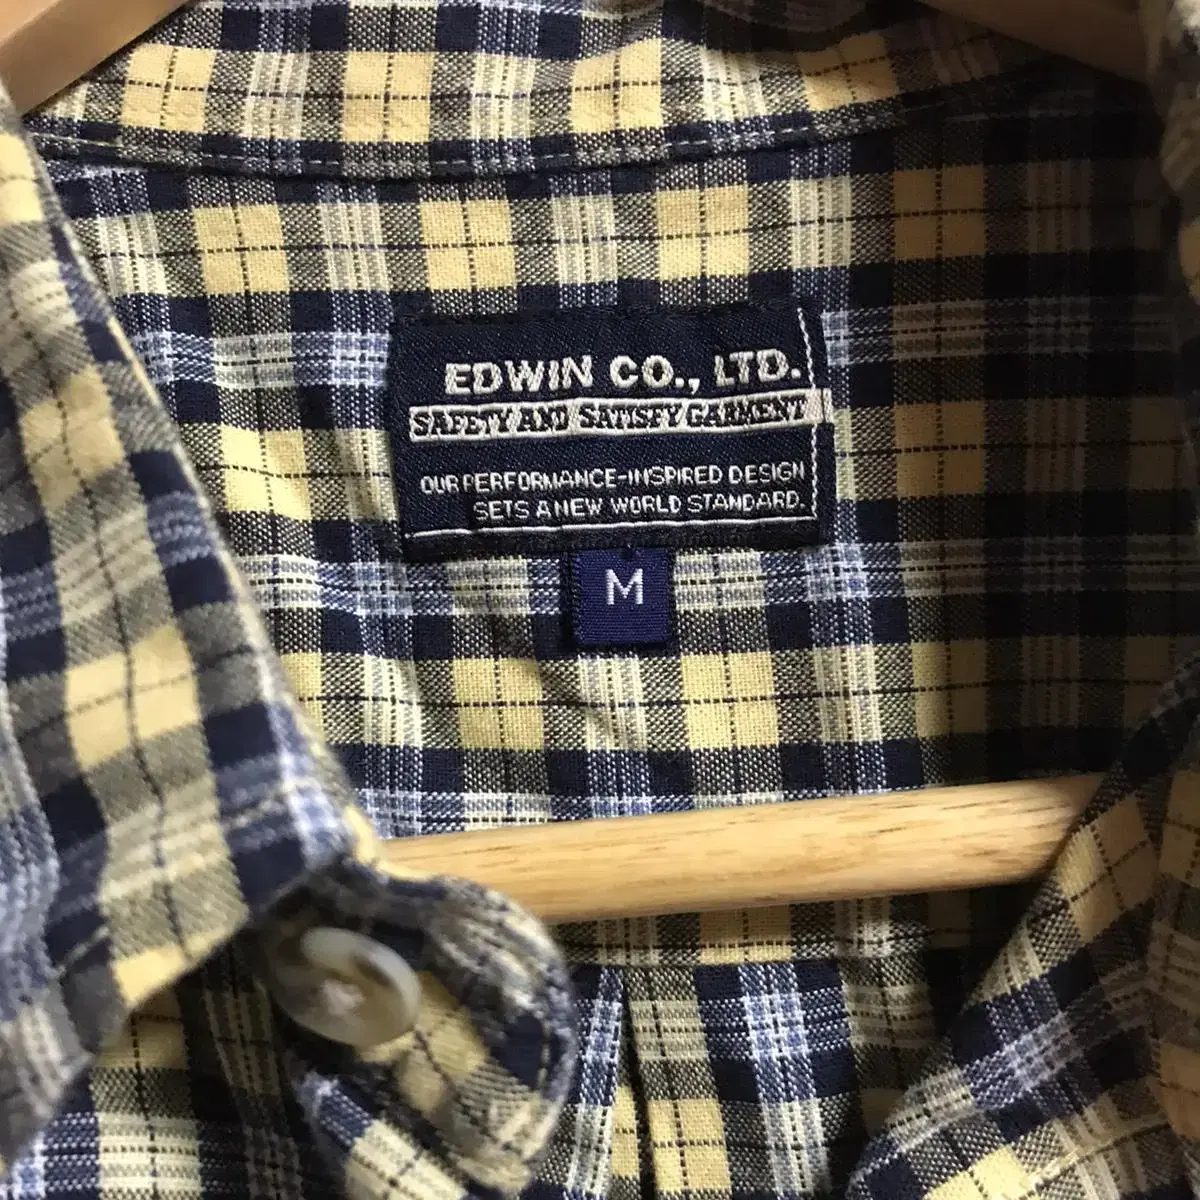 EDWIN CO., LTD.
SAFETY AND SATISFY GARMENT
OUR PERFORMANCE-INSPIRED DESIGN
SETS A NEW WORLD STANDARD.
M